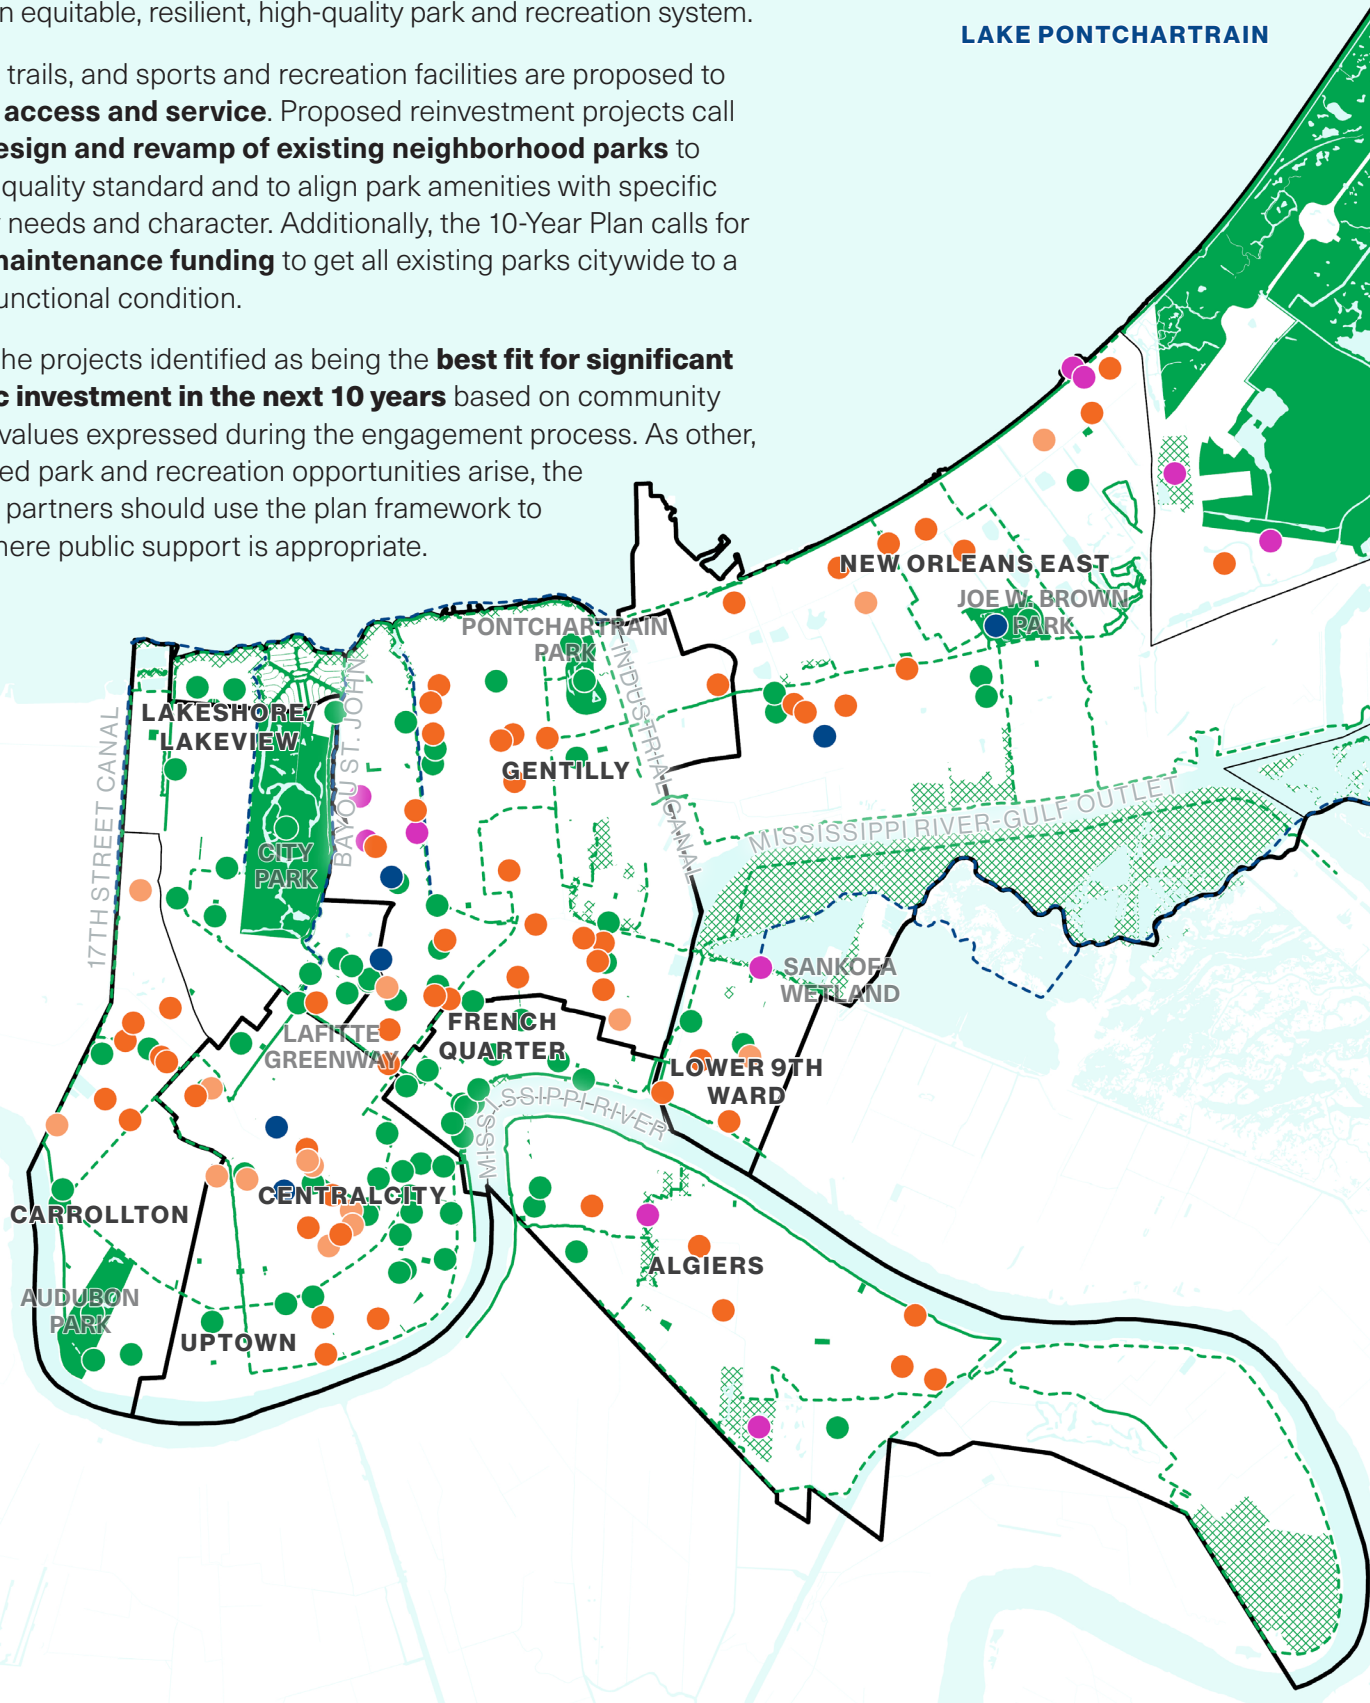 n equitable, resilient, high-quality park and recreation system.
trails, and sports and recreation facilities are proposed to
access and service. Proposed reinvestment projects call
esign and revamp of existing neighborhood parks to
quality standard and to align park amenities with specific
needs and character. Additionally, the 10-Year Plan calls for
maintenance funding to get all existing parks citywide to a
unctional condition.
he projects identified as being the best fit for significant
c investment in the next 10 years based on community
values expressed during the engagement process. As other,
ed park and recreation opportunities arise, the
partners should use the plan framework to
here public support is appropriate.
LAKE PONTCHARTRAIN
NEW ORLEANS EAST
JOE W. BROWN
PARK
PONTCHARTRAIN
PARK
INDUSTRIAL CANAL
LAKESHORE/
LAKEVIEW
BAYOU ST. JOHN
17TH STREET CANAL
GENTILLY
MISSISSIPPI RIVER-GULF OUTLET
CITY
PARK
SANKOFA
WETLAND
LAFITTE
GREENWAY
FRENCH
QUARTER
LOWER 9TH
WARD
MISSISSIPPI RIVER
CENTRAL CITY
CARROLLTON
ALGIERS
AUDUBON
PARK
UPTOWN